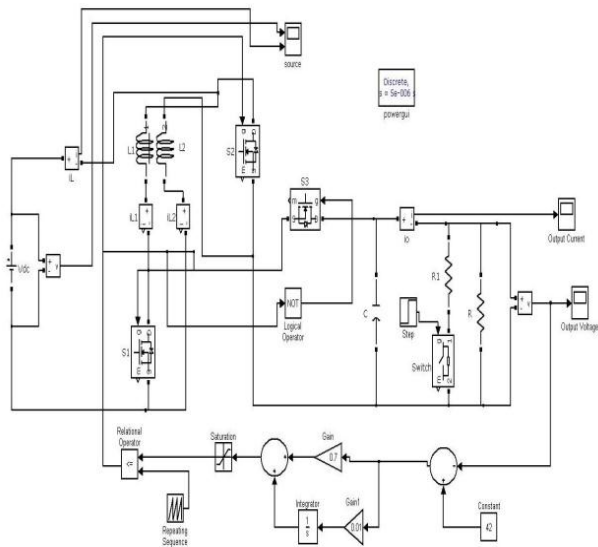 source
Discrete,
s = 5e-006 s
powergui
L1
L2
S2
iL
iL1
iL2
S3
m
g
Vdc
v
io
Output Current
R1
NOT
Logical
Operator
C
Step
R
Switch
v
Output Voltage
S1
Relational
Operator
<=
Saturation
Gain
0.7
Repeating
Sequence
Integrator
1
s
Gain1
0.01
Constant
42